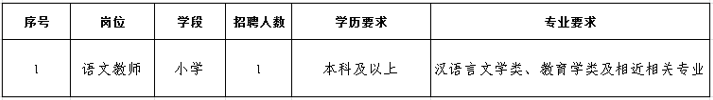 序号 岗位 学段 招聘人数 学历要求 专业要求
1 语文教师 小学 1 本科及以上 汉语言文学类、教育学类及相近相关专业